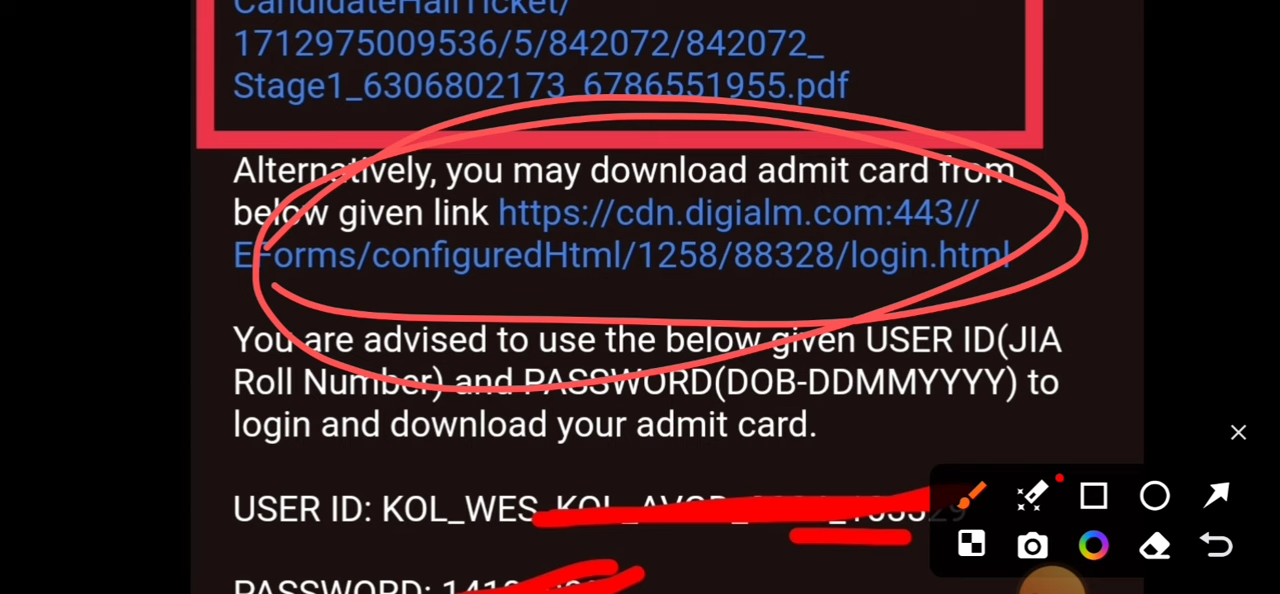 CandidateHallTicket/
1712975009536/5/842072/842072_
Stage1_6306802173_6786551955.pdf
Alternatively, you may download admit card from
below given link https://cdn.digialm.com:443//
EForms/configuredHtml/1258/88328/login.html
You are advised to use the below given USER ID(JIA
Roll Number) and PASSWORD(DOB-DDMMYYYY) to
login and download your admit card.
USER ID: KOL_WES
PASSWORD: